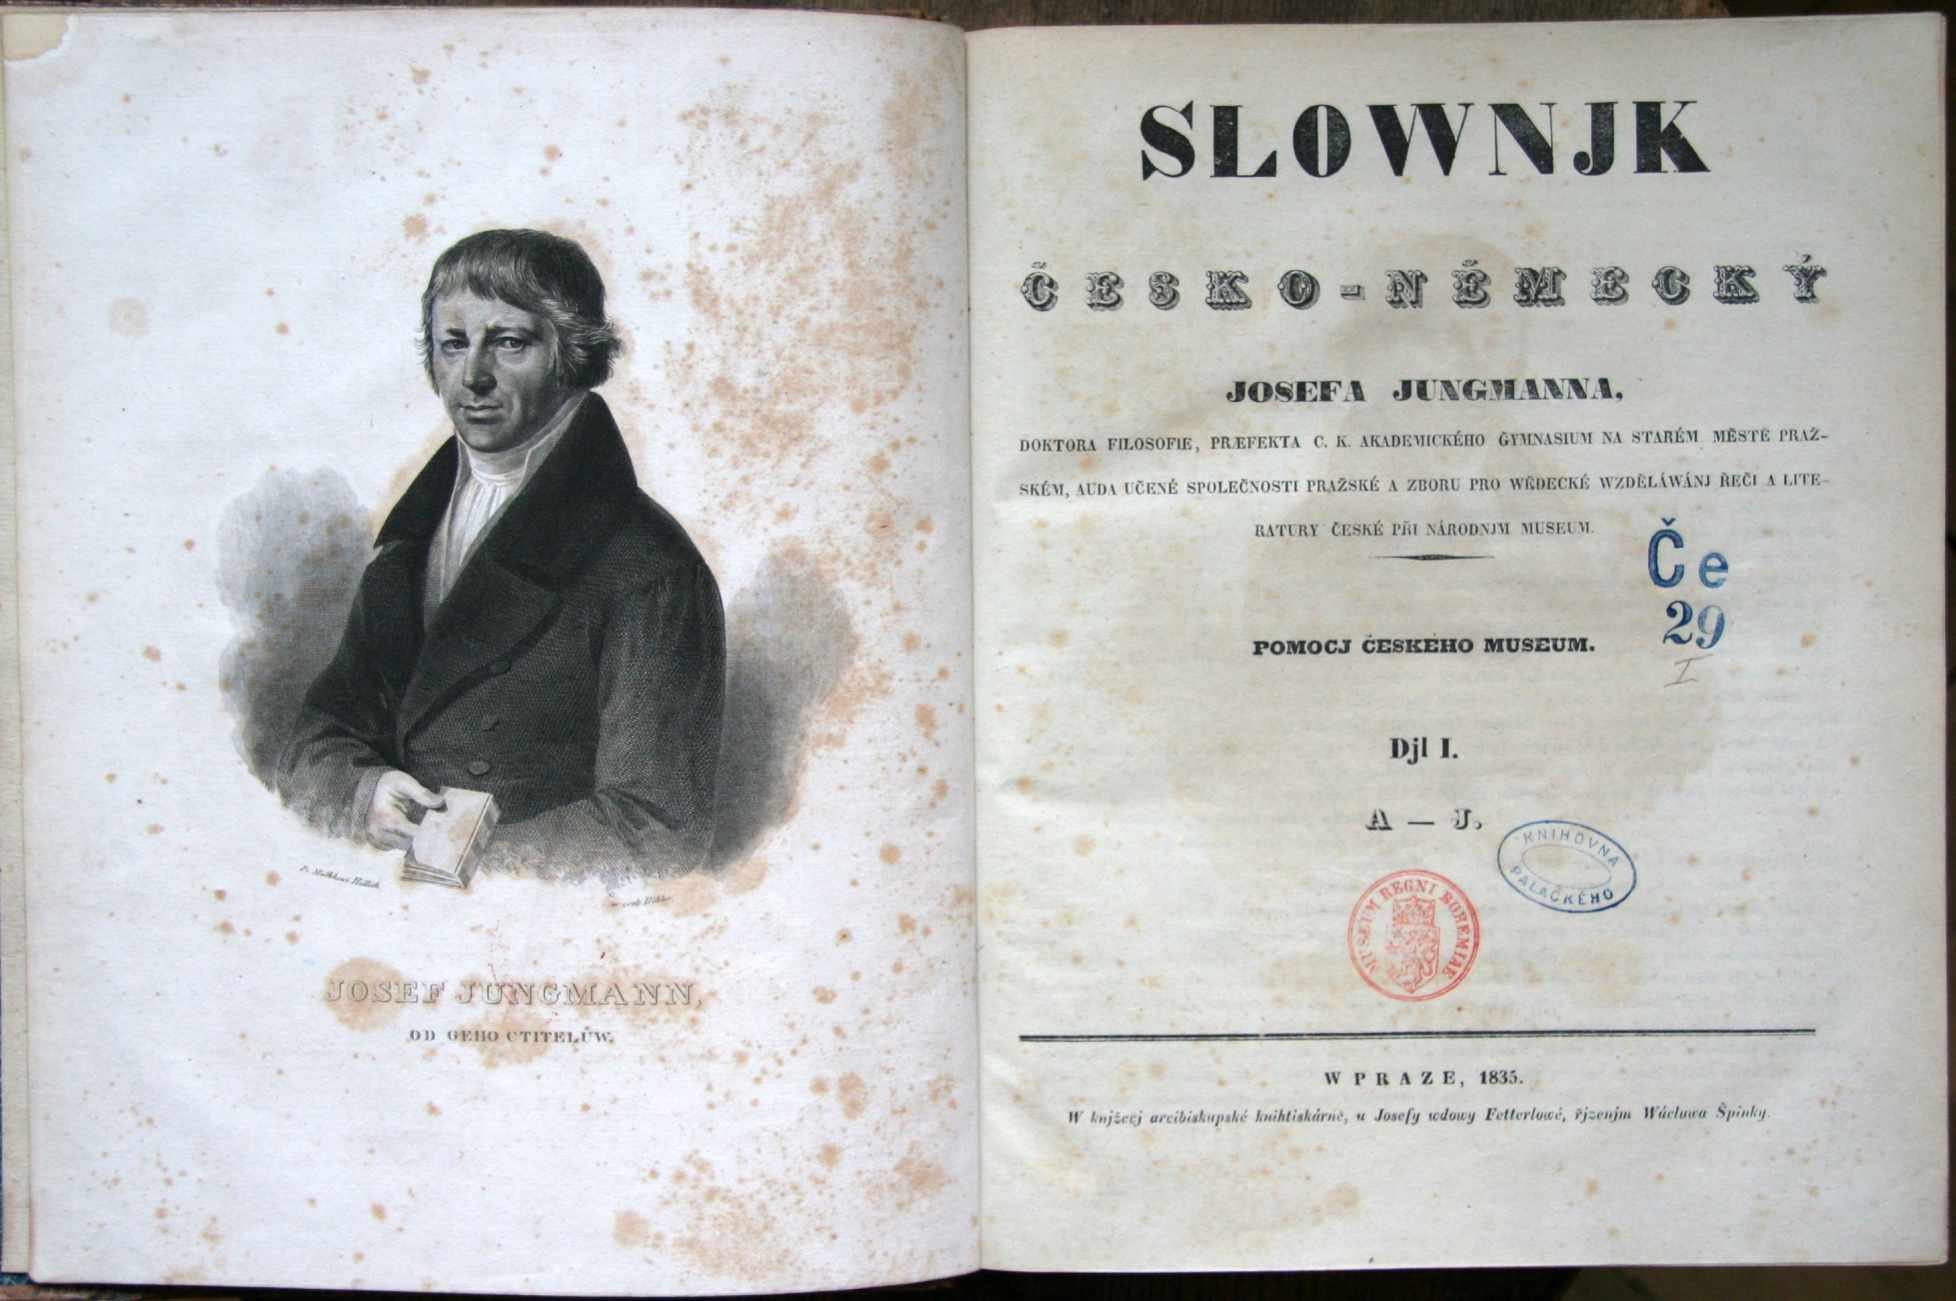 JOSEF JUNGMANN,
OD GEHO CTITELŮW.
SLOWNJK
ČESKO-NĚMECKÝ
JOSEFA JUNGMANNA,
DOKTORA FILOSOFIE, PRÆFEKTA C. K. AKADEMICKÉHO GYMNASIUM NA STARÉM MĚSTĚ PRAŽ-
SKÉM, AUDA UČENÉ SPOLEČNOSTI PRAŽSKÉ A ZBORU PRO WĚDECKÉ WZDĚLÁWÁNJ ŘEČI A LITE-
RATURY ČESKÉ PŘI NÁRODNJM MUSEUM.
Če
29
I
POMOCJ ČESKÉHO MUSEUM.
Djl I.
A — J.
KNIHOVNA
PALACKÉHO
MUSEUM REGNI BOHEMIAE
W PRAZE, 1835.
W knjžecj arcibiskupské knihtiskárně, u Josefy wdowy Fetterlowé, řjzenjm Wáclawa Špinky.